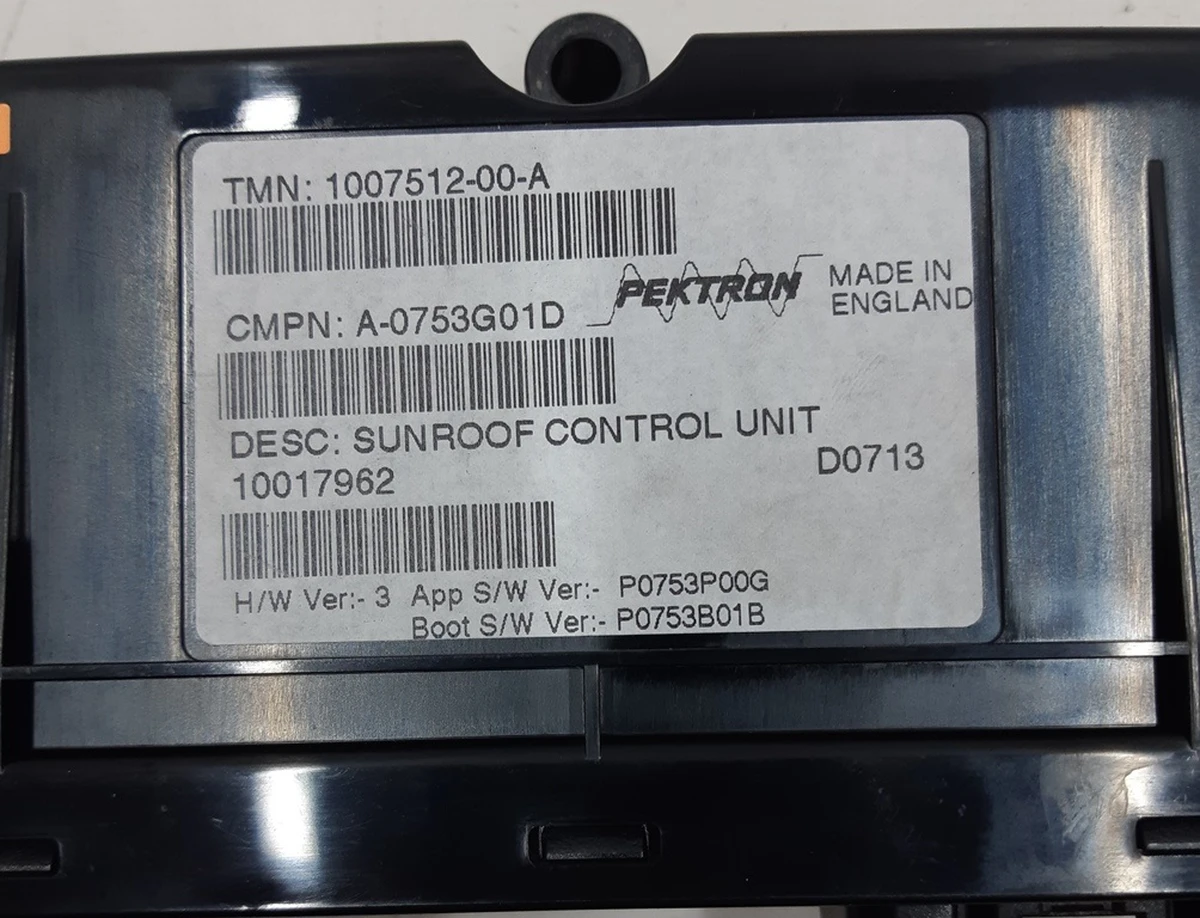 TMN: 1007512-00-A
PEKTRON
MADE IN
ENGLAND
CMPN: A-0753G01D
DESC: SUNROOF CONTROL UNIT
10017962
D0713
H/W Ver:- 3 App S/W Ver:- P0753P00G
Boot S/W Ver:- P0753B01B